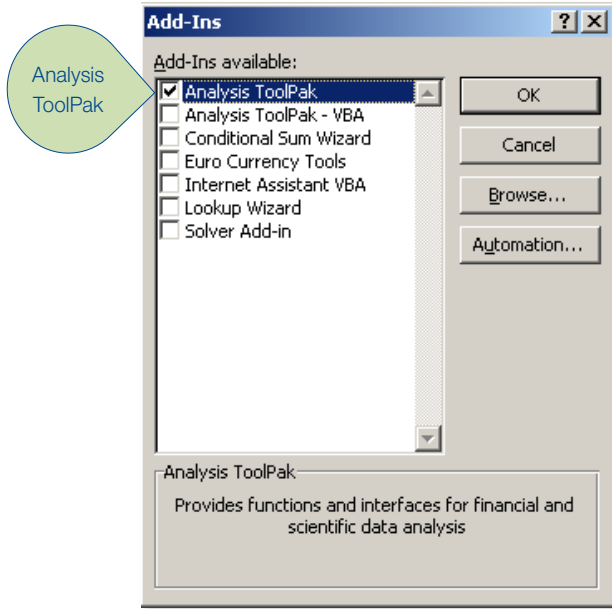 Add-Ins
Analysis
ToolPak
Add-Ins available:
Analysis ToolPak
Analysis ToolPak - VBA
Conditional Sum Wizard
Euro Currency Tools
Internet Assistant VBA
Lookup Wizard
Solver Add-in
OK
Cancel
Browse...
Automation...
Analysis ToolPak
Provides functions and interfaces for financial and
scientific data analysis